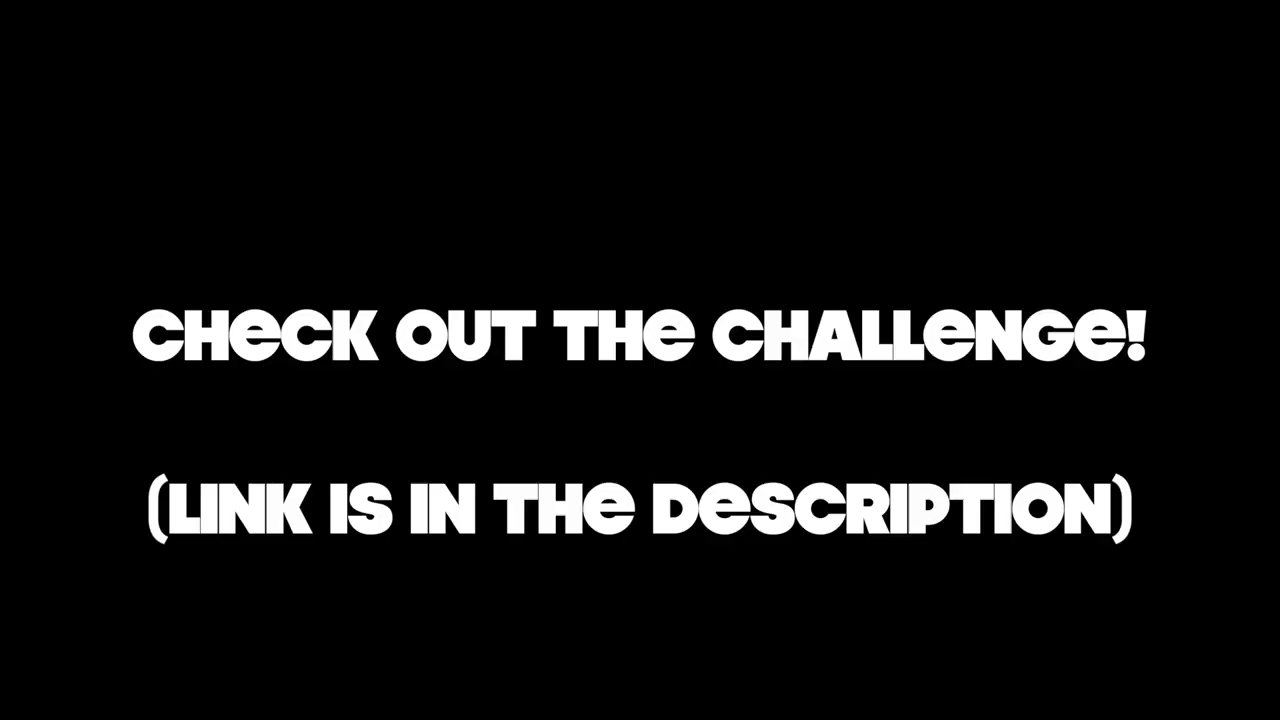 CHeCK OUT THe CHALLeNGe!
(LINK IS IN THe DeSCRIPTION)